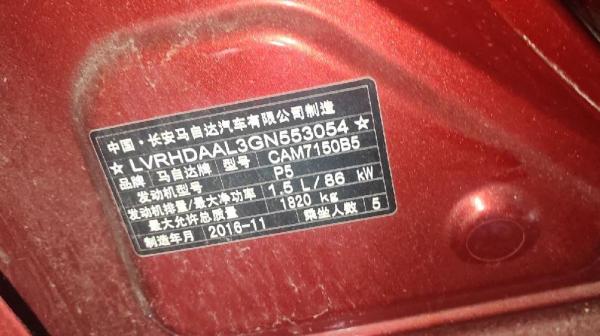 中国·长安马自达汽车有限公司制造
★LVRHDAAL3GN553054★
品牌 马自达牌 型号 CAM7150B5
发动机型号 P5
发动机排量/最大净功率 1.5 L/86 kW
最大允许总质量 1820 kg
制造年月 2016-11 乘坐人数 5